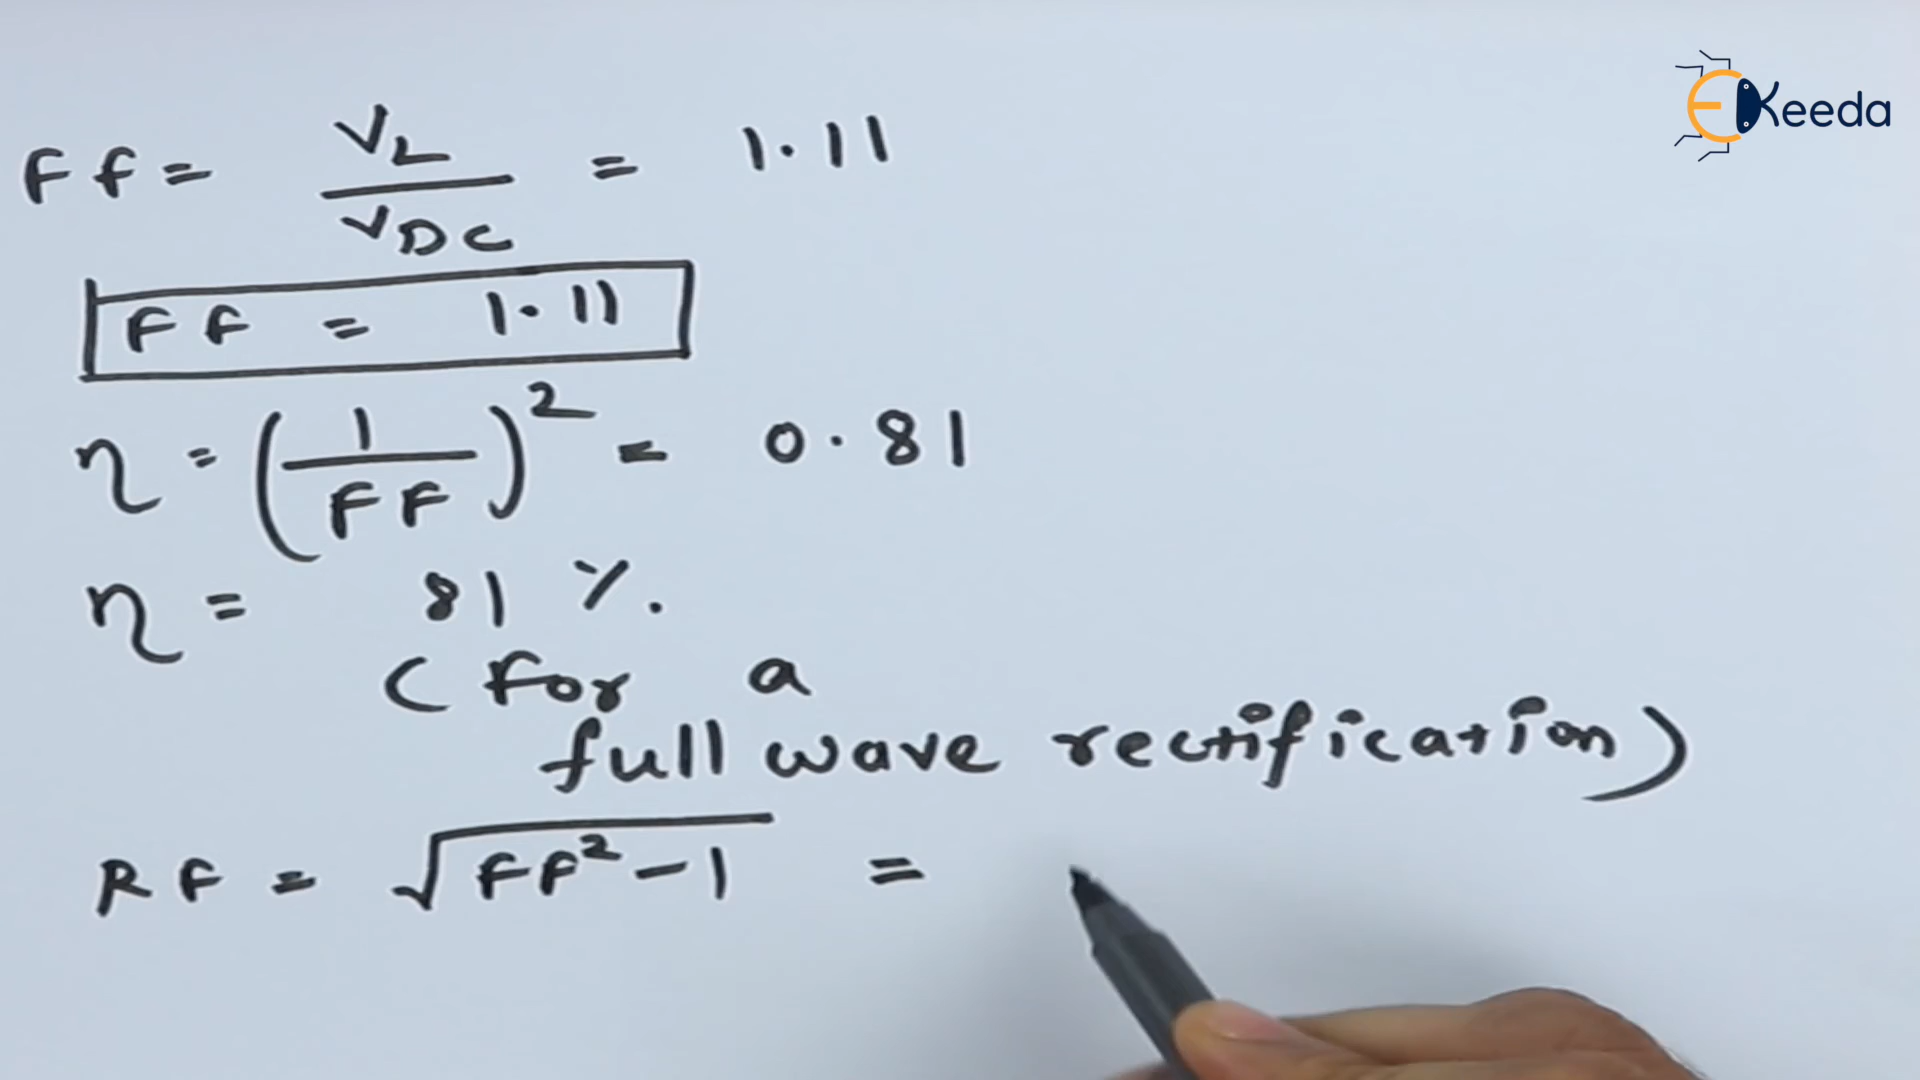 EKeeda
Ff = VL / VDC = 1.11
FF = 1.11
η = (1/FF)² = 0.81
η = 81 %.
(for a
full wave rectification)
RF = √FF²-1 =